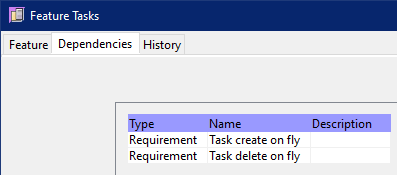 Feature Tasks
Feature Dependencies History
Type Name Description
Requirement Task create on fly
Requirement Task delete on fly